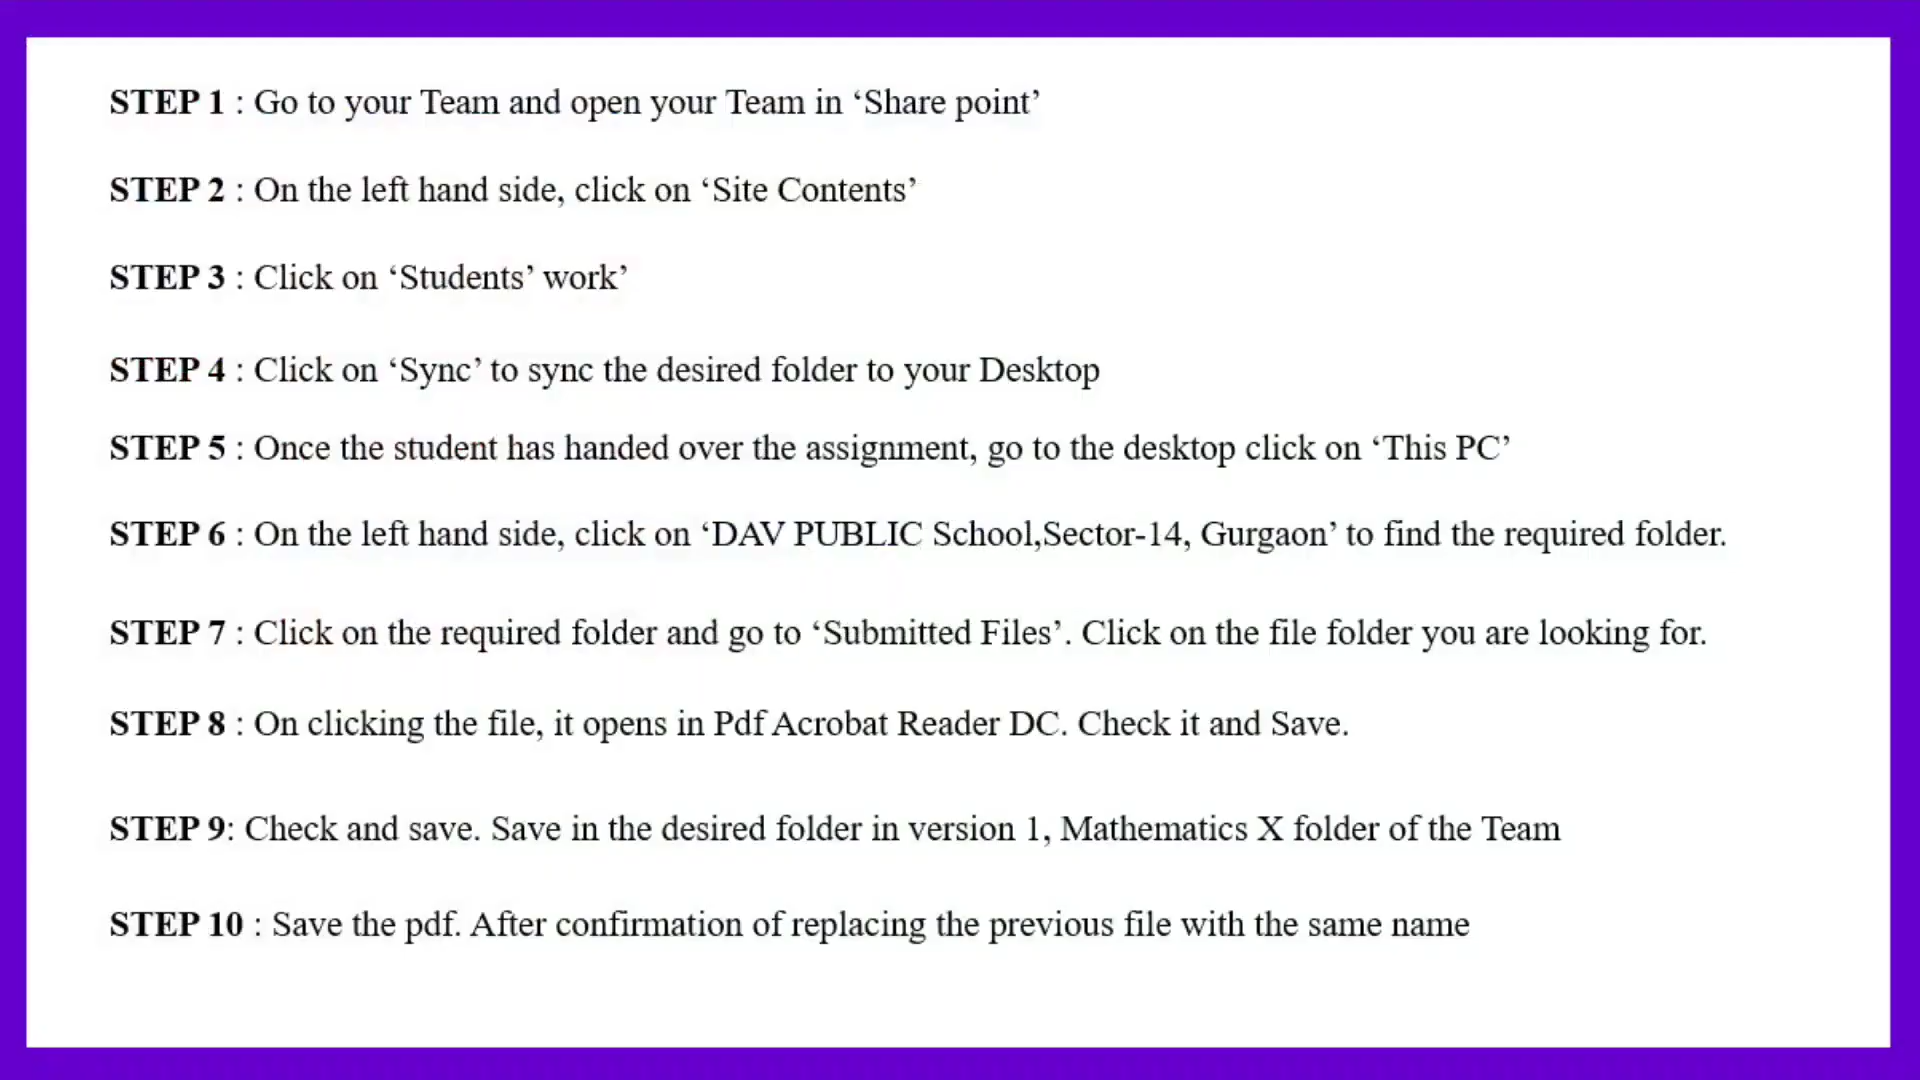 STEP 1 : Go to your Team and open your Team in ‘Share point’
STEP 2 : On the left hand side, click on ‘Site Contents’
STEP 3 : Click on ‘Students’ work’
STEP 4 : Click on ‘Sync’ to sync the desired folder to your Desktop
STEP 5 : Once the student has handed over the assignment, go to the desktop click on ‘This PC’
STEP 6 : On the left hand side, click on ‘DAV PUBLIC School,Sector-14, Gurgaon’ to find the required folder.
STEP 7 : Click on the required folder and go to ‘Submitted Files’. Click on the file folder you are looking for.
STEP 8 : On clicking the file, it opens in Pdf Acrobat Reader DC. Check it and Save.
STEP 9: Check and save. Save in the desired folder in version 1, Mathematics X folder of the Team
STEP 10 : Save the pdf. After confirmation of replacing the previous file with the same name